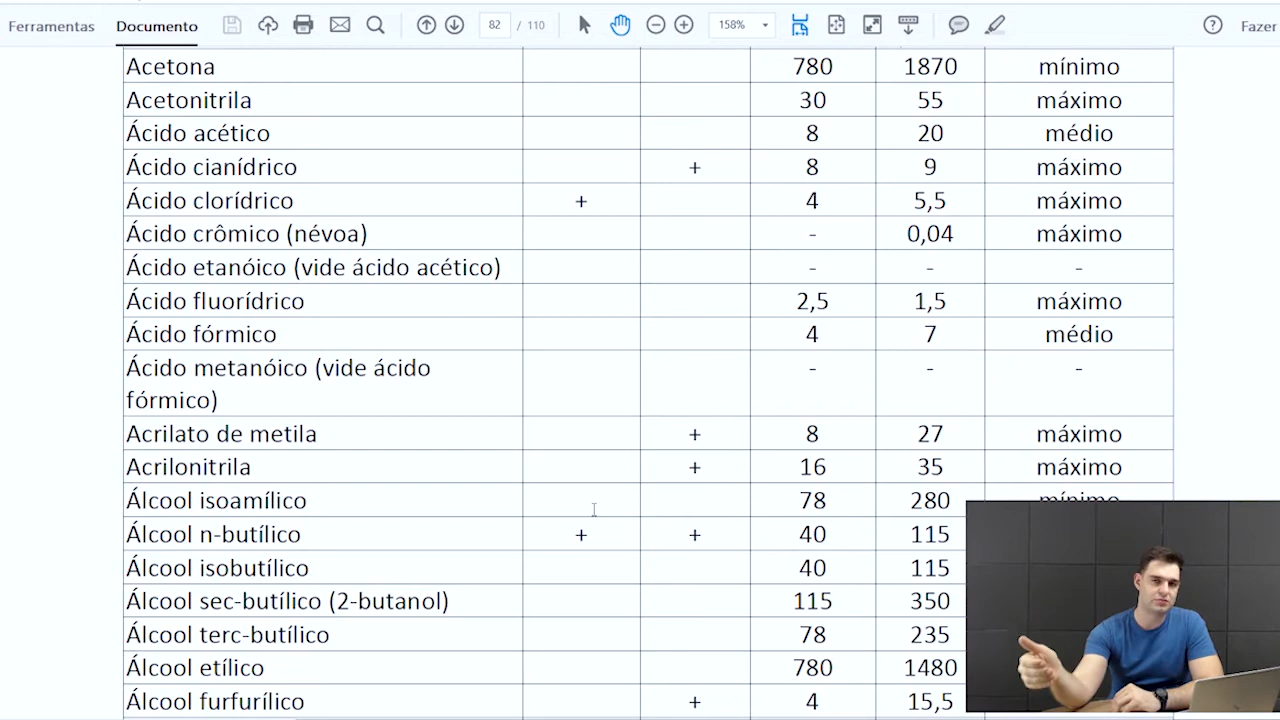 Ferramentas Documento 82 / 110 158% Fazer
Acetona 780 1870 mínimo
Acetonitrila 30 55 máximo
Ácido acético 8 20 médio
Ácido cianídrico + 8 9 máximo
Ácido clorídrico + 4 5,5 máximo
Ácido crômico (névoa) - 0,04 máximo
Ácido etanóico (vide ácido acético) - - -
Ácido fluorídrico 2,5 1,5 máximo
Ácido fórmico 4 7 médio
Ácido metanóico (vide ácido - - -
fórmico)
Acrilato de metila + 8 27 máximo
Acrilonitrila + 16 35 máximo
Álcool isoamílico 78 280 mínimo
Álcool n-butílico + + 40 115
Álcool isobutílico 40 115
Álcool sec-butílico (2-butanol) 115 350
Álcool terc-butílico 78 235
Álcool etílico 780 1480
Álcool furfurílico + 4 15,5